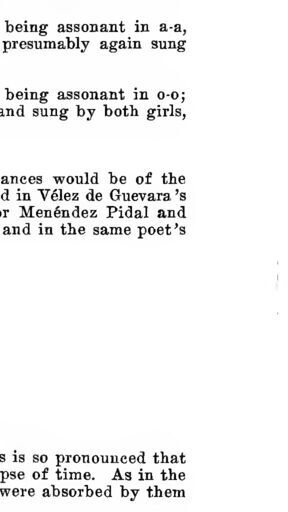 being assonant in a-a,
presumably again sung
being assonant in o-o;
and sung by both girls,
ances would be of the
d in Vélez de Guevara's
or Menéndez Pidal and
and in the same poet's
s is so pronounced that
pse of time. As in the
were absorbed by them